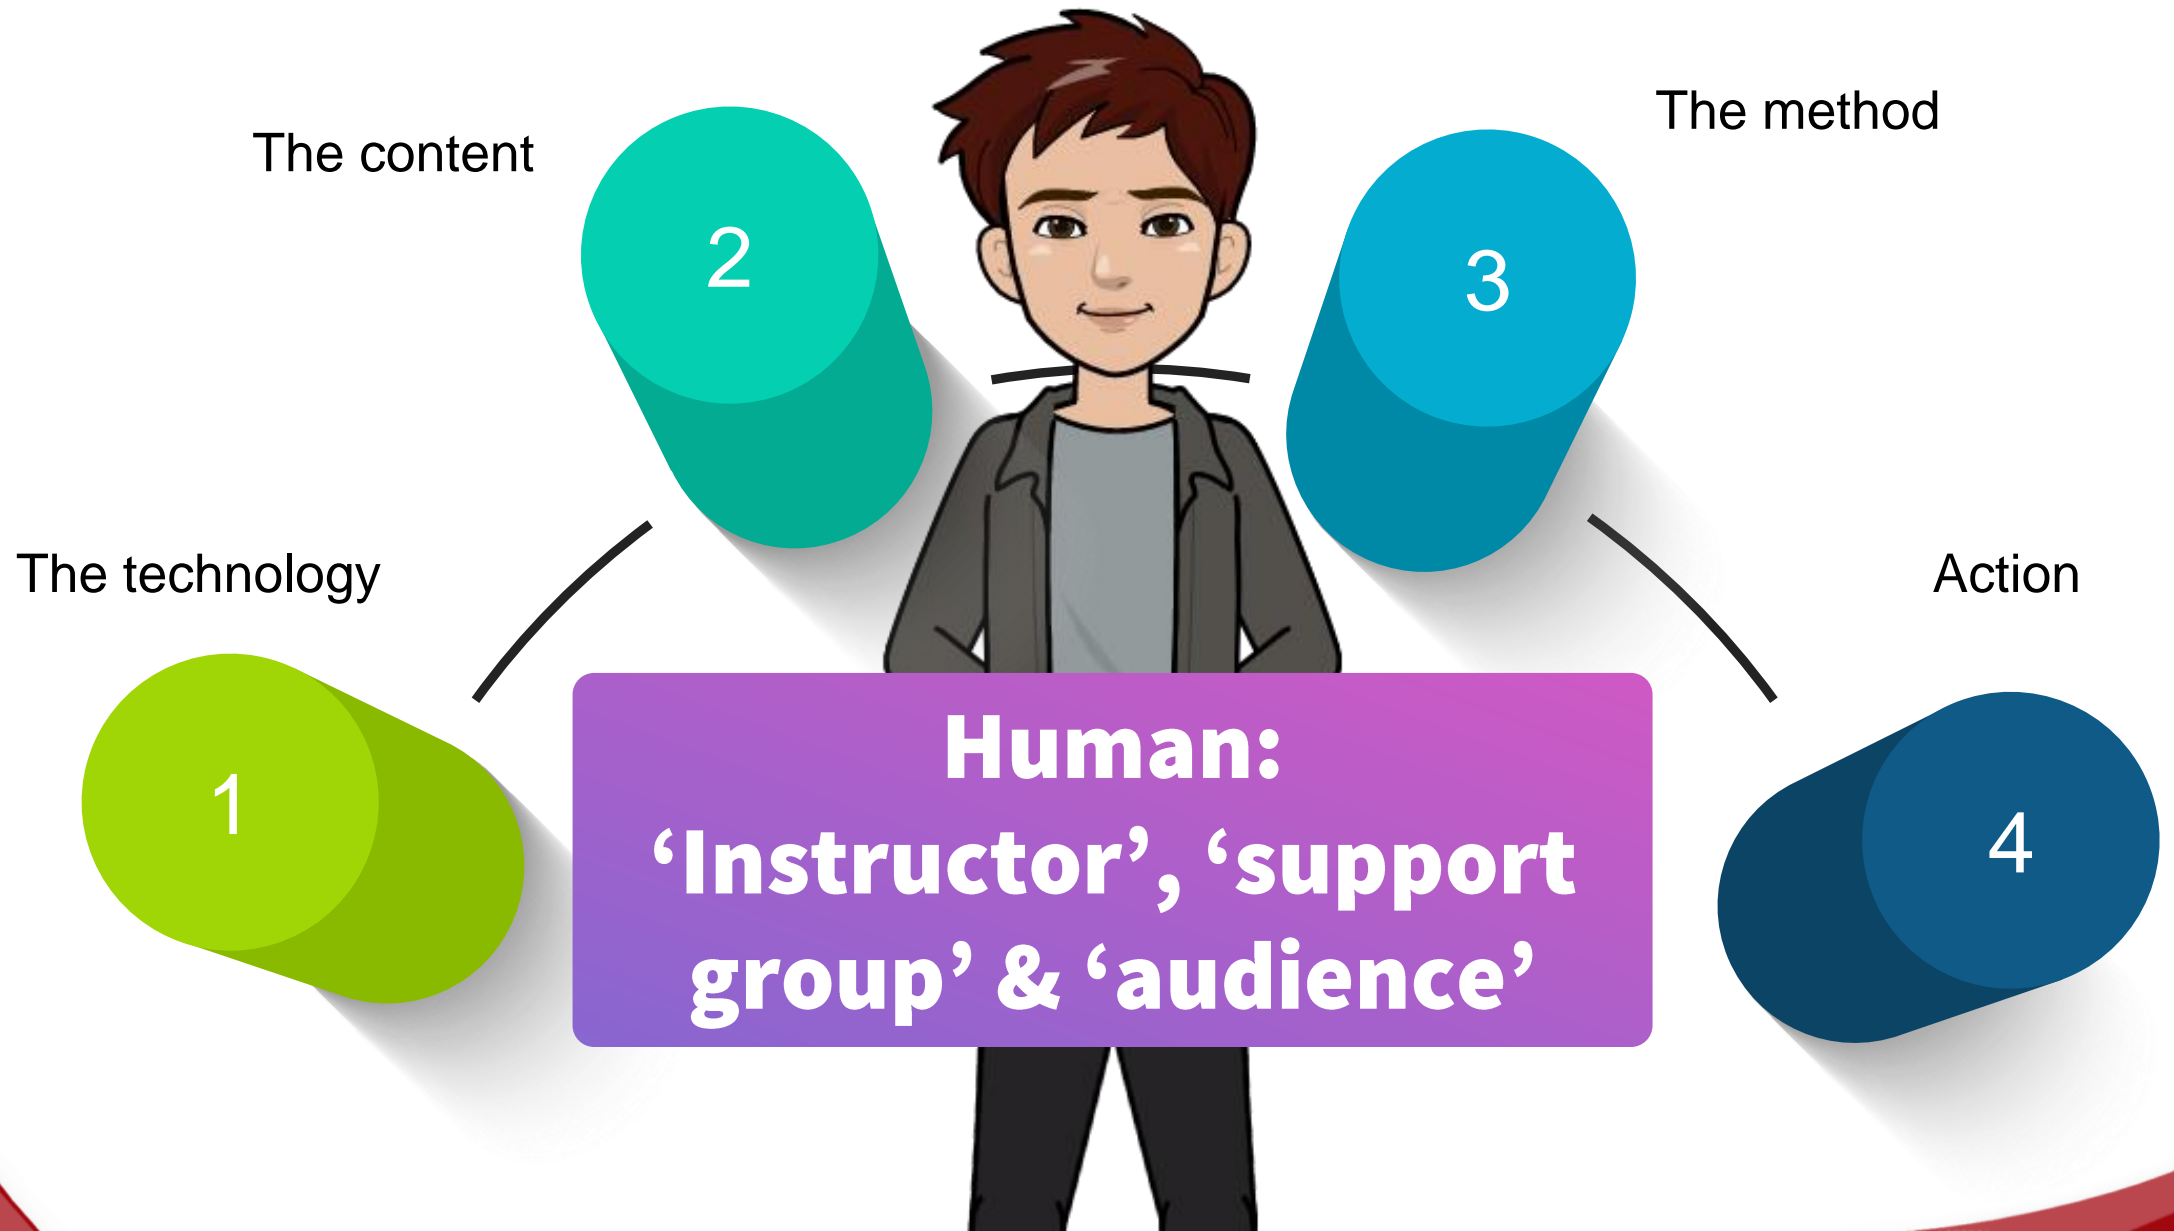 The technology
1
The content
2
The method
3
Action
4
Human:
‘Instructor’, ‘support
group’ & ‘audience’